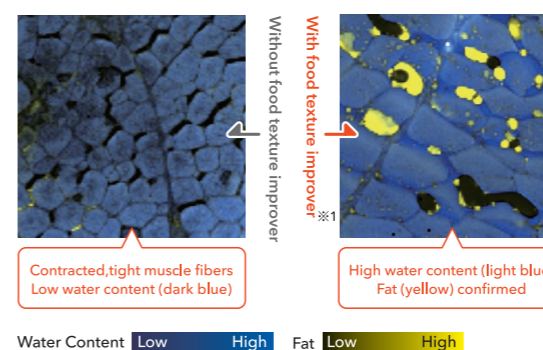 Without food texture improver
With food texture improver
※1
Contracted,tight muscle fibers
Low water content (dark blue)
High water content (light blue
Fat (yellow) confirmed
Water Content Low High Fat Low High